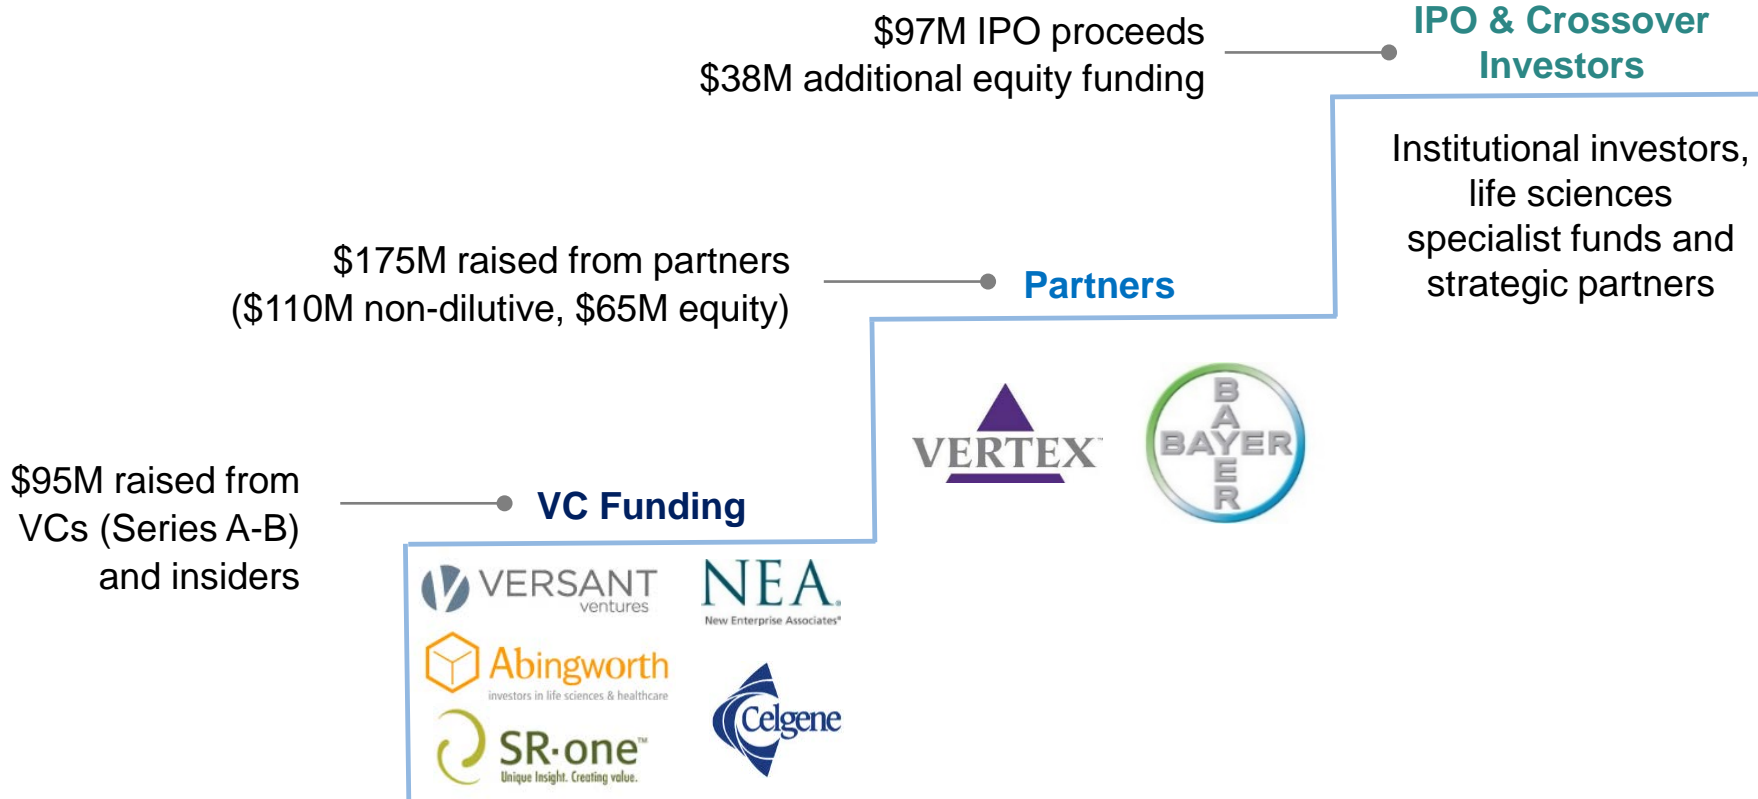 $97M IPO proceeds
$38M additional equity funding
IPO & Crossover
Investors
Institutional investors,
life sciences
specialist funds and
strategic partners
$175M raised from partners
($110M non-dilutive, $65M equity)
Partners
VERTEX™
BAYER
BAYER
$95M raised from
VCs (Series A-B)
and insiders
VC Funding
VERSANT
ventures
NEA®
New Enterprise Associates®
Abingworth
investors in life sciences & healthcare
Celgene
SR·one™
Unique Insight. Creating value.